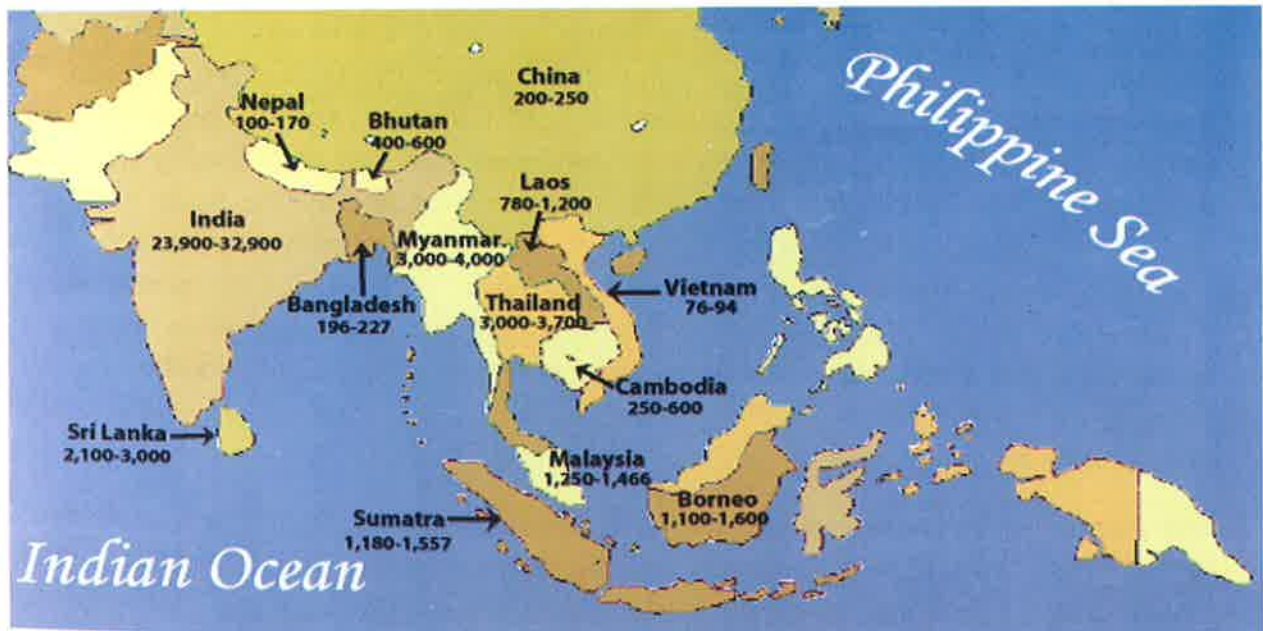 China
200-250
Philippine Sea
Nepal
100-170
Bhutan
400-600
Laos
780-1,200
India
23,900-32,900
Myanmar
3,000-4,000
Bangladesh
196-227
Thailand
3,000-3,700
Vietnam
76-94
Cambodia
250-600
Sri Lanka
2,100-3,000
Malaysia
1,250-1,466
Borneo
1,100-1,600
Sumatra
1,180-1,557
Indian Ocean